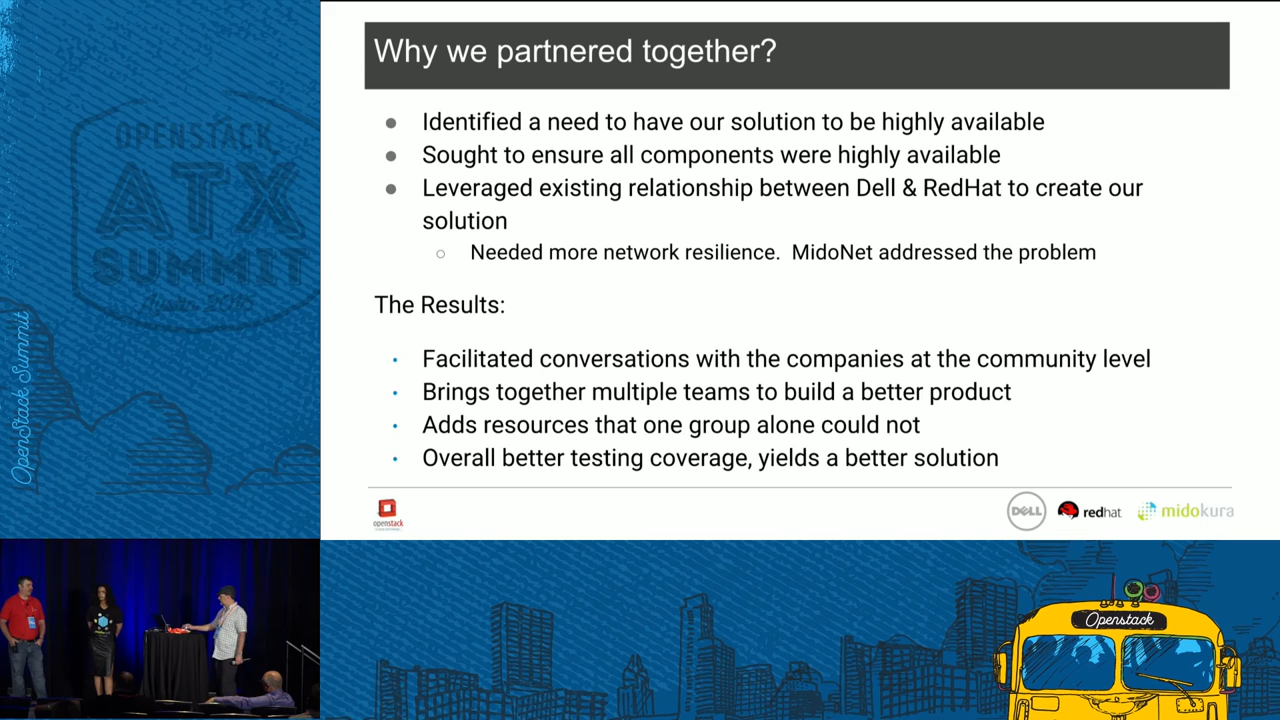 Why we partnered together?
Identified a need to have our solution to be highly available
Sought to ensure all components were highly available
Leveraged existing relationship between Dell & RedHat to create our
solution
Needed more network resilience. MidoNet addressed the problem
The Results:
Facilitated conversations with the companies at the community level
Brings together multiple teams to build a better product
Adds resources that one group alone could not
Overall better testing coverage, yields a better solution
openstack
DELL
redhat
midokura
OPENSTACK
ATX
SUMMIT
OpenStack Summit
Openstack